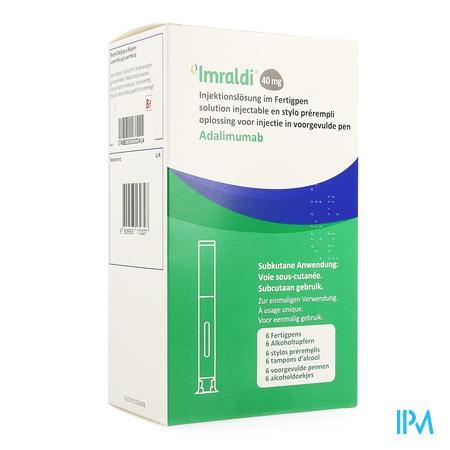 Imraldi® 40 mg
Injektionslösung im Fertigpen
solution injectable en stylo prérempli
oplossing voor injectie in voorgevulde pen
Adalimumab
Subkutane Anwendung:
Voie sous-cutanée.
Subcutaan gebruik.
Zur einmaligen Verwendung.
À usage unique.
Voor eenmalig gebruik.
6 Fertigpens
6 Alkoholtupfern
6 stylos préremplis
6 tampons d'alcool
6 voorgevulde pennen
6 alcoholdoekjes
Nederland
U.K.
IPM